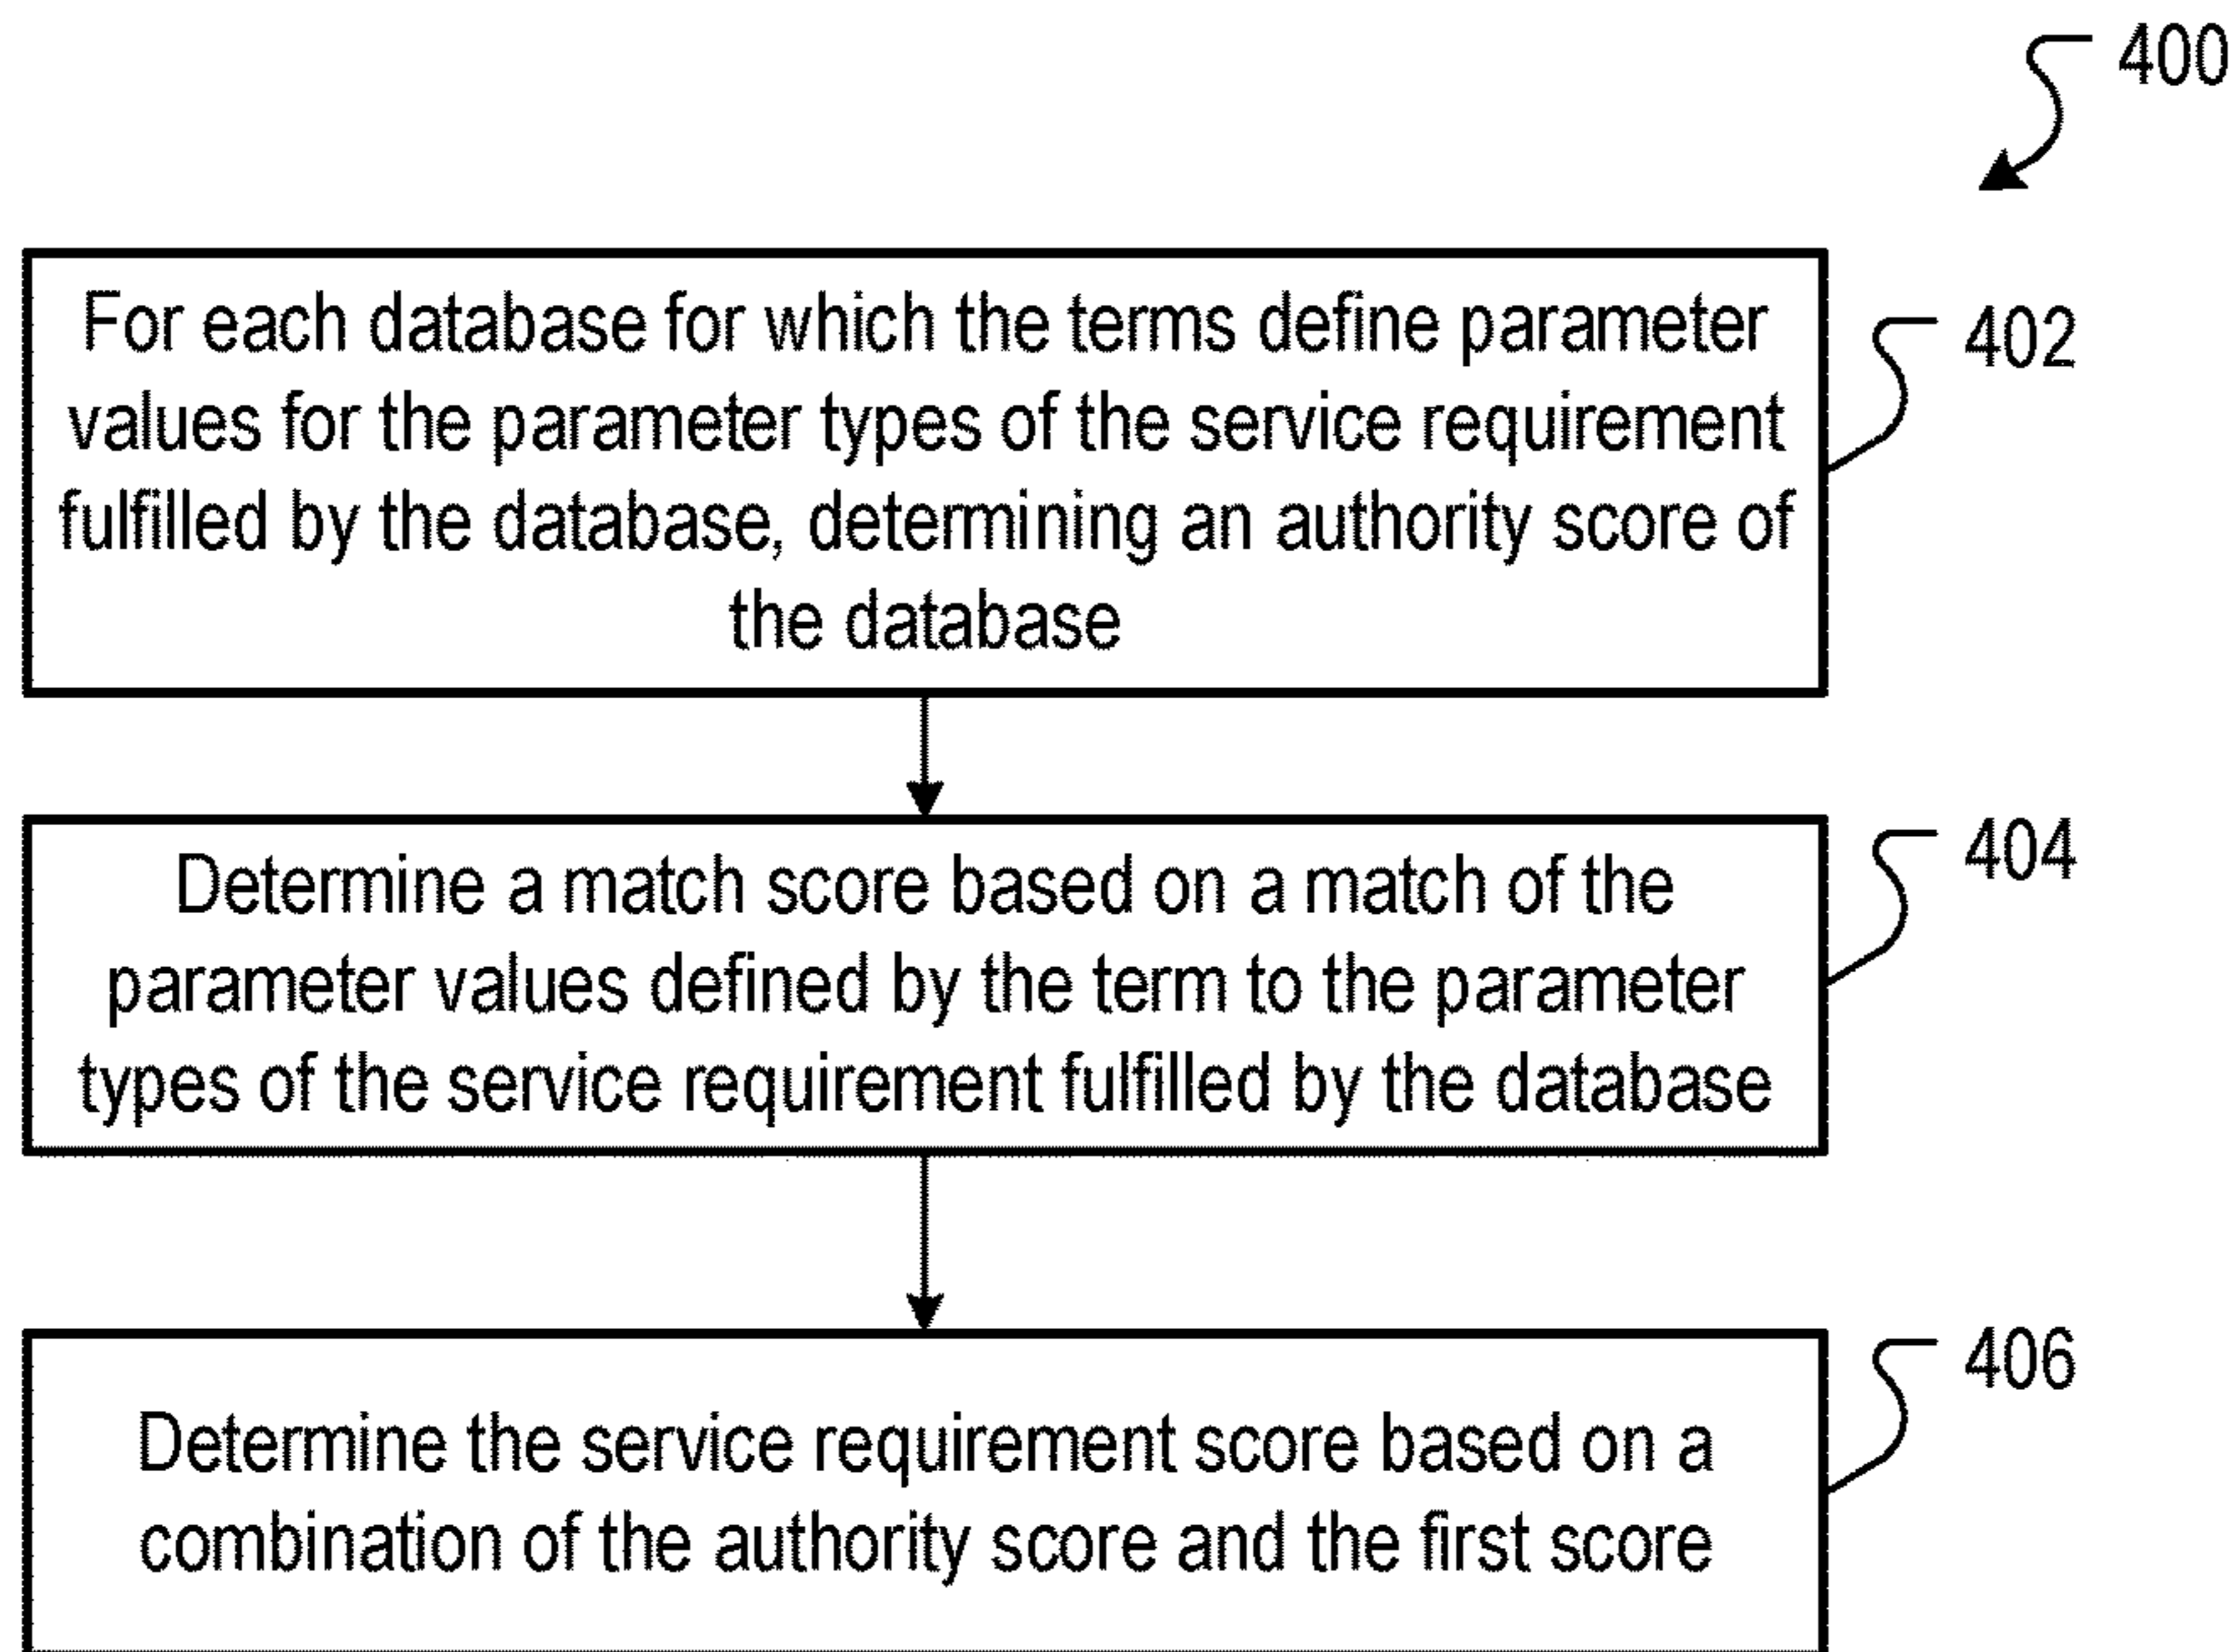 400
For each database for which the terms define parameter
values for the parameter types of the service requirement
fulfilled by the database, determining an authority score of
the database
402
Determine a match score based on a match of the
parameter values defined by the term to the parameter
types of the service requirement fulfilled by the database
404
Determine the service requirement score based on a
combination of the authority score and the first score
406